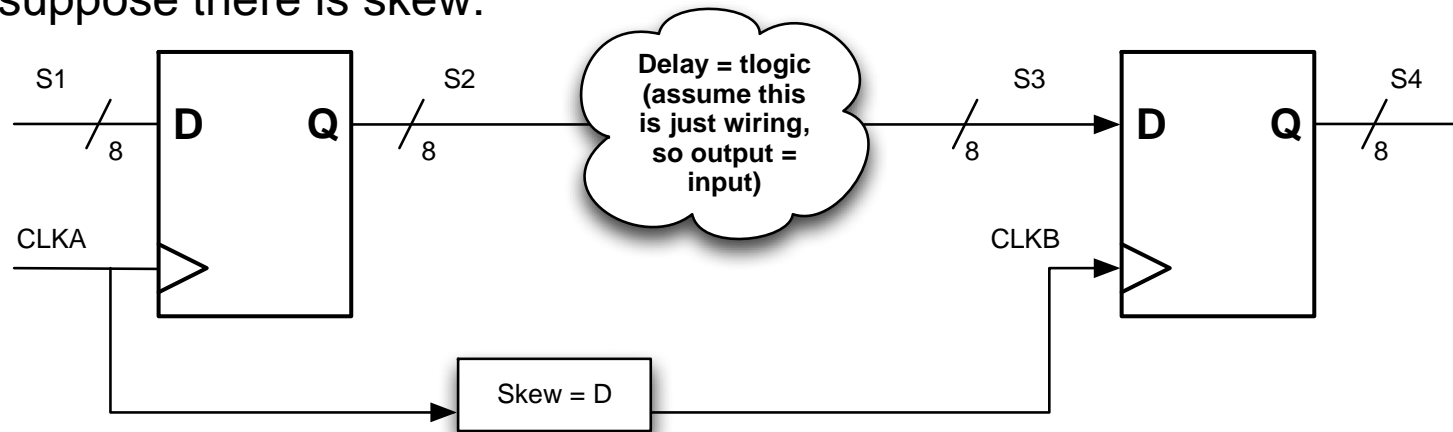 suppose there is skew.
Delay = tlogic
(assume this
is just wiring,
so output =
input)
S1
S2
S3
S4
D
Q
D
Q
8
8
8
8
CLKA
CLKB
Skew = D